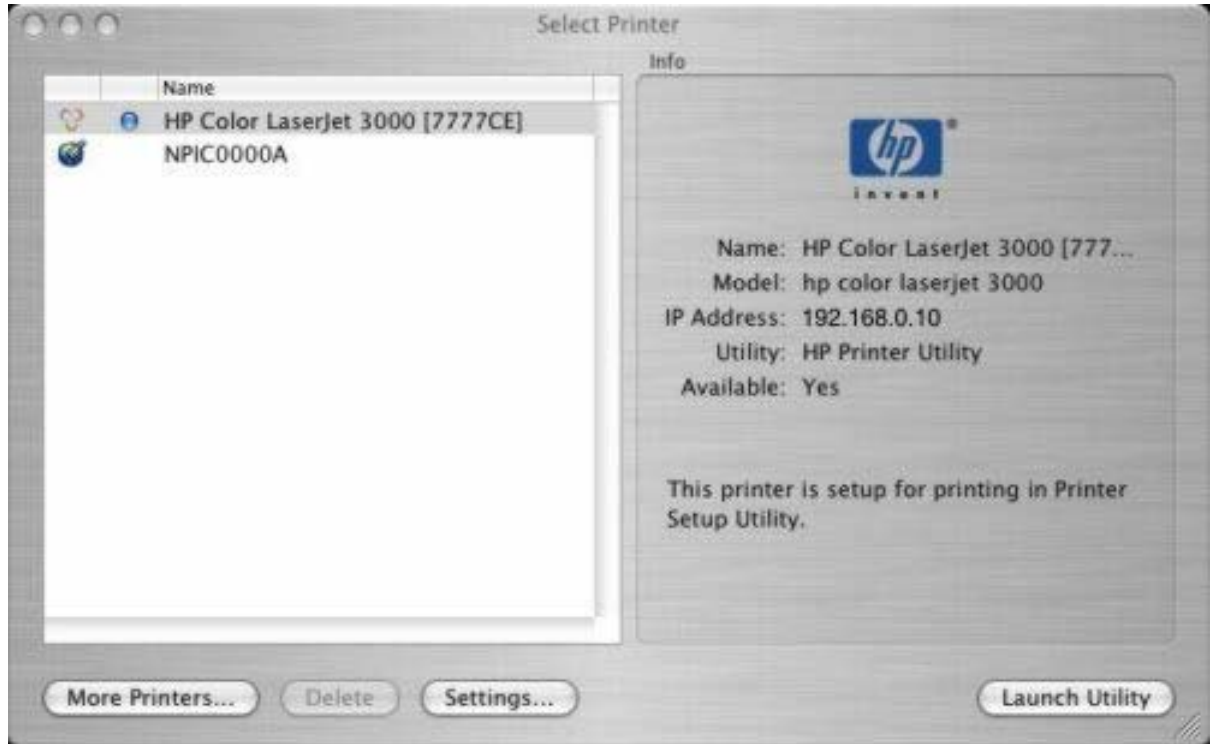 Select Printer
Info
Name
HP Color LaserJet 3000 [7777CE]
NPIC0000A
hp
invent
Name: HP Color LaserJet 3000 [777...
Model: hp color laserjet 3000
IP Address: 192.168.0.10
Utility: HP Printer Utility
Available: Yes
This printer is setup for printing in Printer
Setup Utility.
More Printers...
Delete
Settings...
Launch Utility